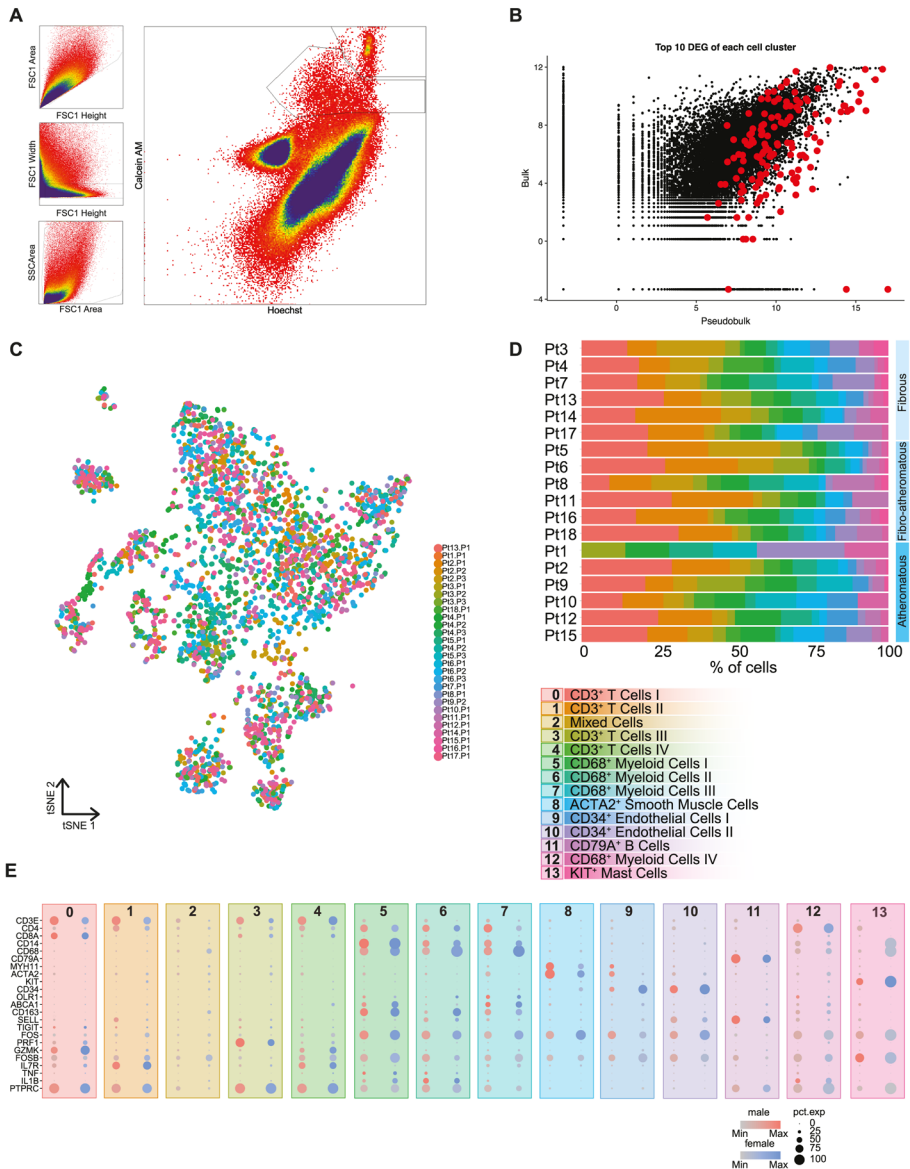 A
FSC1 Area
FSC1 Height
FSC1 Width
FSC1 Height
SSCArea
FSC1 Area
Calcein AM
Hoechst
B
Top 10 DEG of each cell cluster
Bulk
12
8
4
0
−4
0
5
10
15
Pseudobulk
C
tSNE 2
tSNE 1
Pt13.P1
Pt1.P1
Pt2.P1
Pt2.P2
Pt2.P3
Pt3.P1
Pt3.P2
Pt3.P3
Pt18.P1
Pt4.P1
Pt4.P2
Pt4.P3
Pt5.P1
Pt4.P2
Pt5.P3
Pt6.P1
Pt6.P2
Pt6.P3
Pt7.P1
Pt8.P1
Pt9.P2
Pt10.P1
Pt11.P1
Pt12.P1
Pt14.P1
Pt15.P1
Pt16.P1
Pt17.P1
D
Pt3
Pt4
Pt7
Pt13
Pt14
Pt17
Pt5
Pt6
Pt8
Pt11
Pt16
Pt18
Pt1
Pt2
Pt9
Pt10
Pt12
Pt15
Fibrous
Fibro-atheromatous
Atheromatous
0 25 50 75 100
% of cells
0 CD3+ T Cells I
1 CD3+ T Cells II
2 Mixed Cells
3 CD3+ T Cells III
4 CD3+ T Cells IV
5 CD68+ Myeloid Cells I
6 CD68+ Myeloid Cells II
7 CD68+ Myeloid Cells III
8 ACTA2+ Smooth Muscle Cells
9 CD34+ Endothelial Cells I
10 CD34+ Endothelial Cells II
11 CD79A+ B Cells
12 CD68+ Myeloid Cells IV
13 KIT+ Mast Cells
E
0 1 2 3 4 5 6 7 8 9 10 11 12 13
CD3E
CD4
CD8A
CD14
CD68
CD79A
MYH11
ACTA2
KIT
CD34
OLR1
ABCA1
CD163
SELL
TIGIT
FOS
PRF1
GZMK
FOSB
IL7R
TNF
IL1B
PTPRC
male
Min Max
female
Min Max
pct.exp
0
25
50
75
100